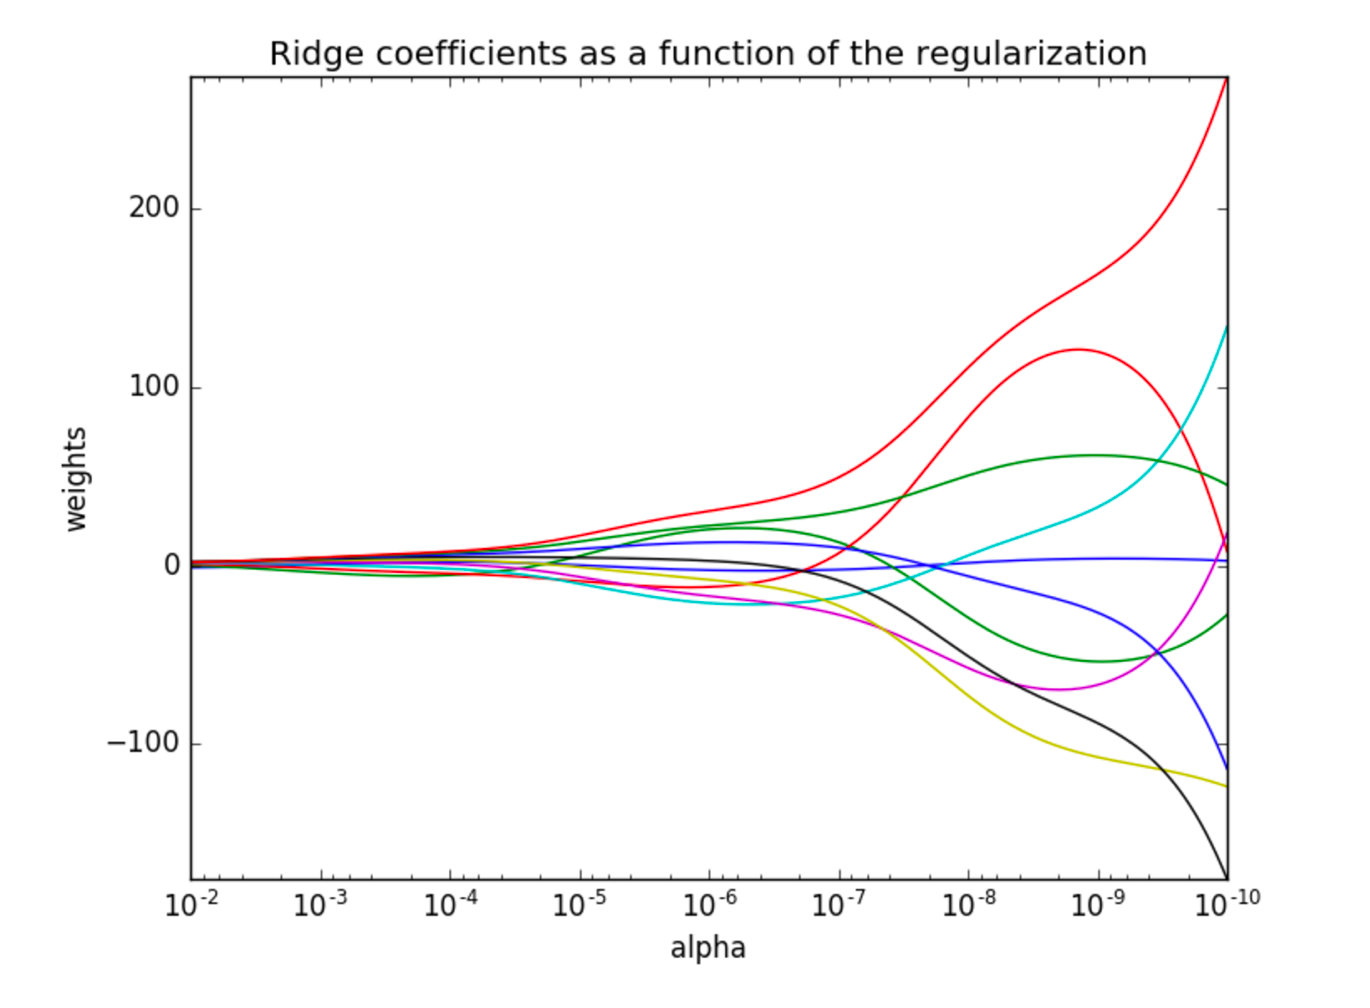 Ridge coefficients as a function of the regularization
200
100
0
−100
weights
10-2 10-3 10-4 10-5 10-6 10-7 10-8 10-9 10-10
alpha